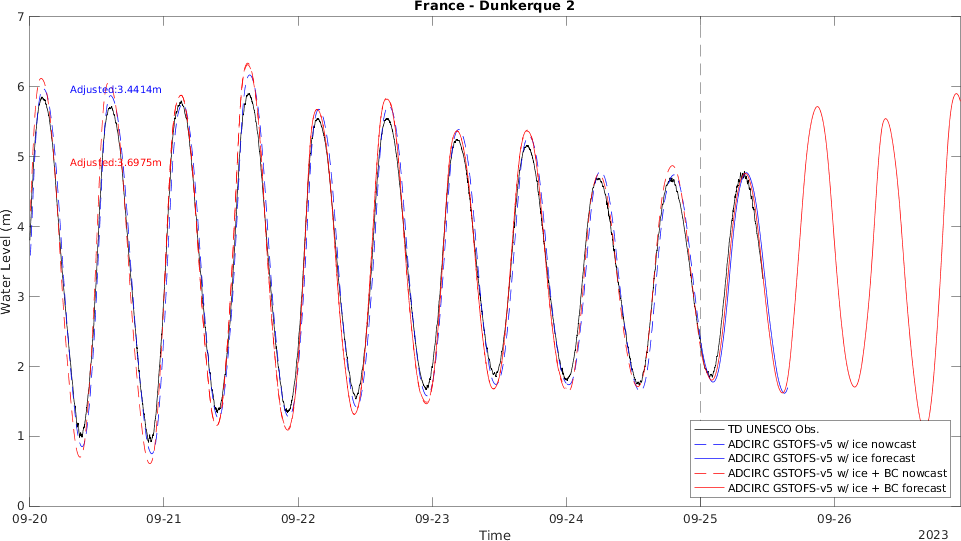 France - Dunkerque 2
7
6
5
4
3
2
1
0
Water Level (m)
Adjusted:3.4414m
Adjusted:3.6975m
TD UNESCO Obs.
ADCIRC GSTOFS-v5 w/ ice nowcast
ADCIRC GSTOFS-v5 w/ ice forecast
ADCIRC GSTOFS-v5 w/ ice + BC nowcast
ADCIRC GSTOFS-v5 w/ ice + BC forecast
09-20 09-21 09-22 09-23 09-24 09-25 09-26
Time
2023